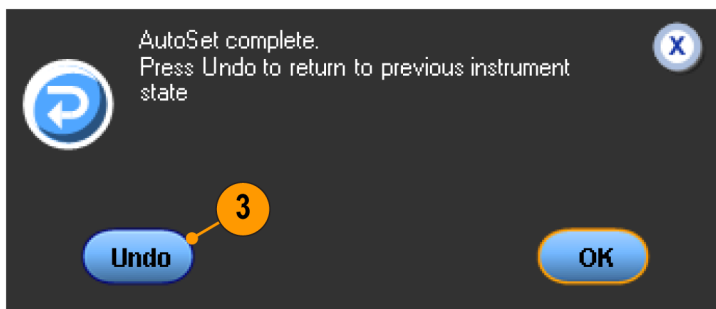 AutoSet complete.
Press Undo to return to previous instrument
state
X
3
Undo
OK